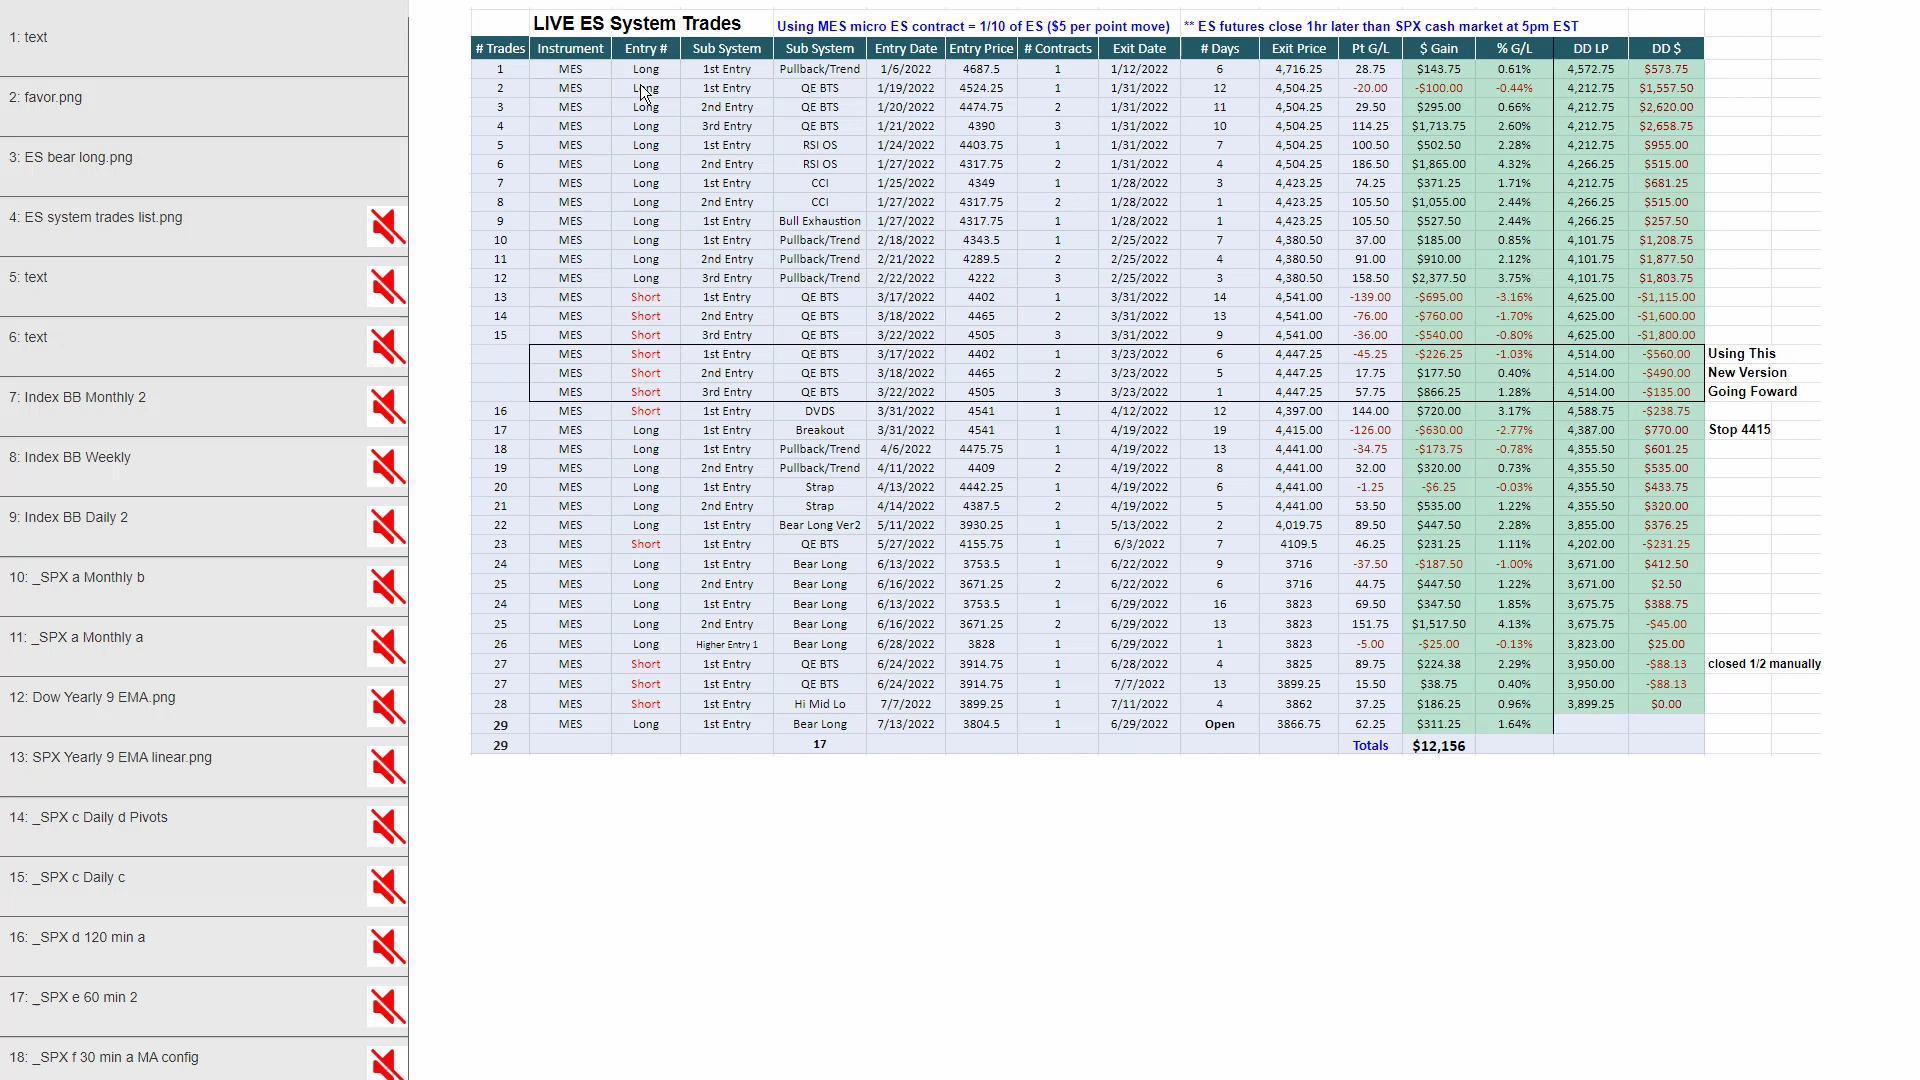 1: text
2: favor.png
3: ES bear long.png
4: ES system trades list.png
5: text
6: text
7: Index BB Monthly 2
8: Index BB Weekly
9: Index BB Daily 2
10: _SPX a Monthly b
11: _SPX a Monthly a
12: Dow Yearly 9 EMA.png
13: SPX Yearly 9 EMA linear.png
14: _SPX c Daily d Pivots
15: _SPX c Daily c
16: _SPX d 120 min a
17: _SPX e 60 min 2
18: _SPX f 30 min a MA config
LIVE ES System Trades Using MES micro ES contract = 1/10 of ES ($5 per point move) ** ES futures close 1hr later than SPX cash market at 5pm EST
# Trades Instrument Entry # Sub System Sub System Entry Date Entry Price # Contracts Exit Date # Days Exit Price Pt G/L $ Gain % G/L DD LP DD $
1 MES Long 1st Entry Pullback/Trend 1/6/2022 4687.5 1 1/12/2022 6 4,716.25 28.75 $143.75 0.61% 4,572.75 $573.75
2 MES Long 1st Entry QE BTS 1/19/2022 4524.25 1 1/31/2022 12 4,504.25 -20.00 -$100.00 -0.44% 4,212.75 $1,557.50
3 MES Long 2nd Entry QE BTS 1/20/2022 4474.75 2 1/31/2022 11 4,504.25 29.50 $295.00 0.66% 4,212.75 $2,620.00
4 MES Long 3rd Entry QE BTS 1/21/2022 4390 3 1/31/2022 10 4,504.25 114.25 $1,713.75 2.60% 4,212.75 $2,658.75
5 MES Long 1st Entry RSI OS 1/24/2022 4403.75 1 1/31/2022 7 4,504.25 100.50 $502.50 2.28% 4,212.75 $955.00
6 MES Long 2nd Entry RSI OS 1/27/2022 4317.75 2 1/31/2022 4 4,504.25 186.50 $1,865.00 4.32% 4,266.25 $515.00
7 MES Long 1st Entry CCI 1/25/2022 4349 1 1/28/2022 3 4,423.25 74.25 $371.25 1.71% 4,212.75 $681.25
8 MES Long 2nd Entry CCI 1/27/2022 4317.75 2 1/28/2022 1 4,423.25 105.50 $1,055.00 2.44% 4,266.25 $515.00
9 MES Long 1st Entry Bull Exhaustion 1/27/2022 4317.75 1 1/28/2022 1 4,423.25 105.50 $527.50 2.44% 4,266.25 $257.50
10 MES Long 1st Entry Pullback/Trend 2/18/2022 4343.5 1 2/25/2022 7 4,380.50 37.00 $185.00 0.85% 4,101.75 $1,208.75
11 MES Long 2nd Entry Pullback/Trend 2/21/2022 4289.5 2 2/25/2022 4 4,380.50 91.00 $910.00 2.12% 4,101.75 $1,877.50
12 MES Long 3rd Entry Pullback/Trend 2/22/2022 4222 3 2/25/2022 3 4,380.50 158.50 $2,377.50 3.75% 4,101.75 $1,803.75
13 MES Short 1st Entry QE BTS 3/17/2022 4402 1 3/31/2022 14 4,541.00 -139.00 -$695.00 -3.16% 4,625.00 -$1,115.00
14 MES Short 2nd Entry QE BTS 3/18/2022 4465 2 3/31/2022 13 4,541.00 -76.00 -$760.00 -1.70% 4,625.00 -$1,600.00
15 MES Short 3rd Entry QE BTS 3/22/2022 4505 3 3/31/2022 9 4,541.00 -36.00 -$540.00 -0.80% 4,625.00 -$1,800.00
MES Short 1st Entry QE BTS 3/17/2022 4402 1 3/23/2022 6 4,447.25 -45.25 -$226.25 -1.03% 4,514.00 -$560.00 Using This
MES Short 2nd Entry QE BTS 3/18/2022 4465 2 3/23/2022 5 4,447.25 17.75 $177.50 0.40% 4,514.00 -$490.00 New Version
MES Short 3rd Entry QE BTS 3/22/2022 4505 3 3/23/2022 1 4,447.25 57.75 $866.25 1.28% 4,514.00 -$135.00 Going Foward
16 MES Short 1st Entry DVDS 3/31/2022 4541 1 4/12/2022 12 4,397.00 144.00 $720.00 3.17% 4,588.75 -$238.75
17 MES Long 1st Entry Breakout 3/31/2022 4541 1 4/19/2022 19 4,415.00 -126.00 -$630.00 -2.77% 4,387.00 $770.00 Stop 4415
18 MES Long 1st Entry Pullback/Trend 4/6/2022 4475.75 1 4/19/2022 13 4,441.00 -34.75 -$173.75 -0.78% 4,355.50 $601.25
19 MES Long 2nd Entry Pullback/Trend 4/11/2022 4409 2 4/19/2022 8 4,441.00 32.00 $320.00 0.73% 4,355.50 $535.00
20 MES Long 1st Entry Strap 4/13/2022 4442.25 1 4/19/2022 6 4,441.00 -1.25 -$6.25 -0.03% 4,355.50 $433.75
21 MES Long 2nd Entry Strap 4/14/2022 4387.5 2 4/19/2022 5 4,441.00 53.50 $535.00 1.22% 4,355.50 $320.00
22 MES Long 1st Entry Bear Long Ver2 5/11/2022 3930.25 1 5/13/2022 2 4,019.75 89.50 $447.50 2.28% 3,855.00 $376.25
23 MES Short 1st Entry QE BTS 5/27/2022 4155.75 1 6/3/2022 7 4109.5 46.25 $231.25 1.11% 4,202.00 -$231.25
24 MES Long 1st Entry Bear Long 6/13/2022 3753.5 1 6/22/2022 9 3716 -37.50 -$187.50 -1.00% 3,671.00 $412.50
25 MES Long 2nd Entry Bear Long 6/16/2022 3671.25 2 6/22/2022 6 3716 44.75 $447.50 1.22% 3,671.00 $2.50
24 MES Long 1st Entry Bear Long 6/13/2022 3753.5 1 6/29/2022 16 3823 69.50 $347.50 1.85% 3,675.75 $388.75
25 MES Long 2nd Entry Bear Long 6/16/2022 3671.25 2 6/29/2022 13 3823 151.75 $1,517.50 4.13% 3,675.75 -$45.00
26 MES Long Higher Entry 1 Bear Long 6/28/2022 3828 1 6/29/2022 1 3823 -5.00 -$25.00 -0.13% 3,823.00 $25.00
27 MES Short 1st Entry QE BTS 6/24/2022 3914.75 1 6/28/2022 4 3825 89.75 $224.38 2.29% 3,950.00 -$88.13 closed 1/2 manually
27 MES Short 1st Entry QE BTS 6/24/2022 3914.75 1 7/7/2022 13 3899.25 15.50 $38.75 0.40% 3,950.00 -$88.13
28 MES Short 1st Entry Hi Mid Lo 7/7/2022 3899.25 1 7/11/2022 4 3862 37.25 $186.25 0.96% 3,899.25 $0.00
29 MES Long 1st Entry Bear Long 7/13/2022 3804.5 1 6/29/2022 Open 3866.75 62.25 $311.25 1.64%
29 17 Totals $12,156